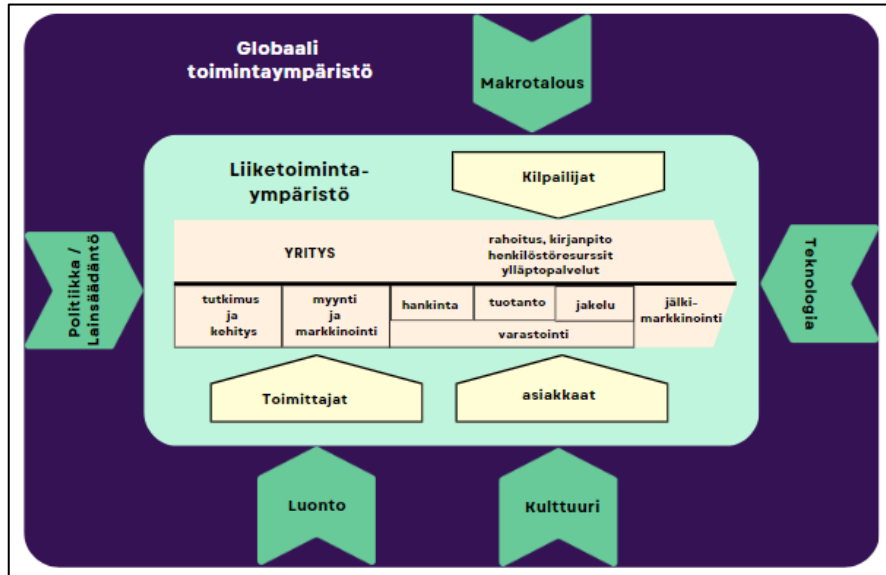 Globaali
toimintaympäristö
Makrotalous
Liiketoiminta-
ympäristö
Kilpailijat
Politiikka /
Lainsäädäntö
Teknologia
YRITYS
rahoitus, kirjanpito
henkilöstöresurssit
ylläptopalvelut
tutkimus
ja
kehitys
myynti
ja
markkinointi
hankinta
tuotanto
jakelu
varastointi
jälki-
markkinointi
Toimittajat
asiakkaat
Luonto
Kulttuuri